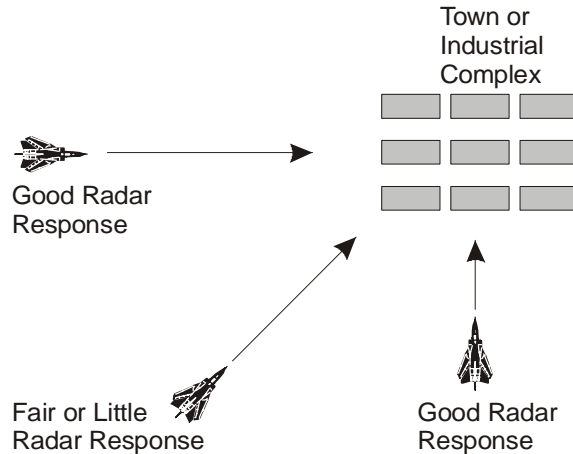 Town or
Industrial
Complex
Good Radar
Response
Fair or Little
Radar Response
Good Radar
Response